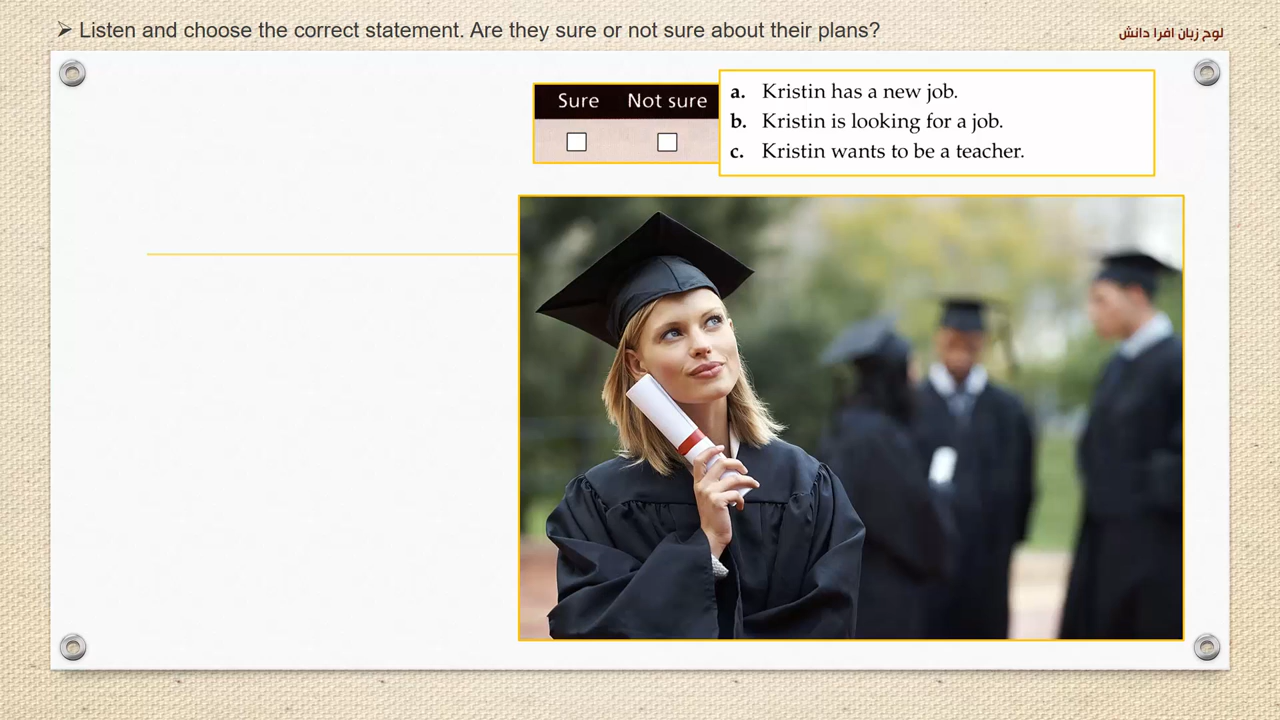 ➢ Listen and choose the correct statement. Are they sure or not sure about their plans?
لوح زبان افرا دانش
Sure Not sure
a. Kristin has a new job.
b. Kristin is looking for a job.
c. Kristin wants to be a teacher.